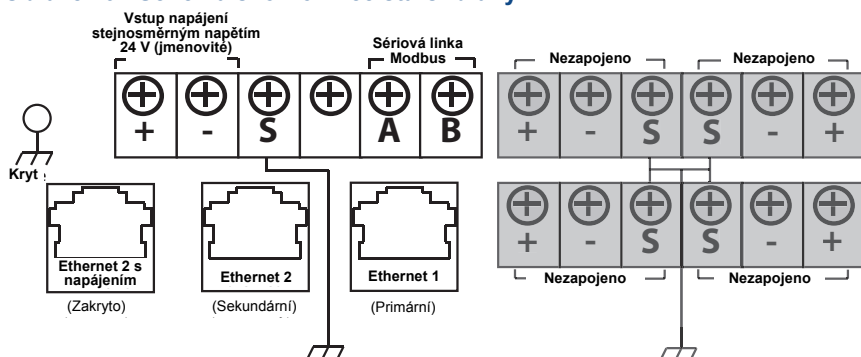 Vstup napájení
stejnosměrným napětím
24 V (jmenovité)
Sériová linka
Modbus
Nezapojeno
Nezapojeno
+ - S A B
+ - S S - +
Kryt
+ - S S - +
Ethernet 2 s
napájením
Ethernet 2
Ethernet 1
Nezapojeno
Nezapojeno
(Zakryto)
(Sekundární)
(Primární)